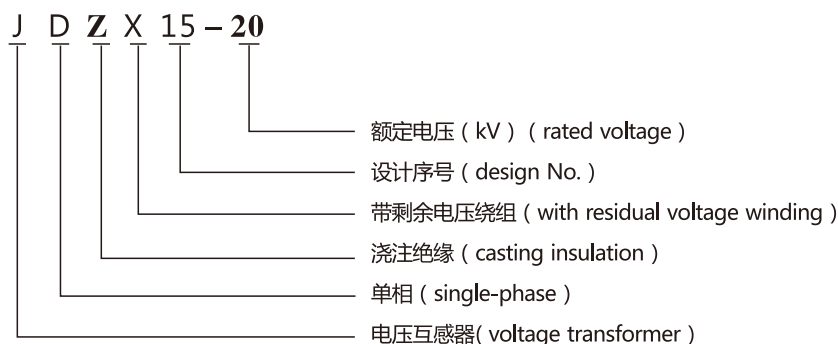 J D Z X 15 – 20
额定电压（kV）（rated voltage）
设计序号（design No.）
带剩余电压绕组（with residual voltage winding）
浇注绝缘（casting insulation）
单相（single-phase）
电压互感器( voltage transformer）